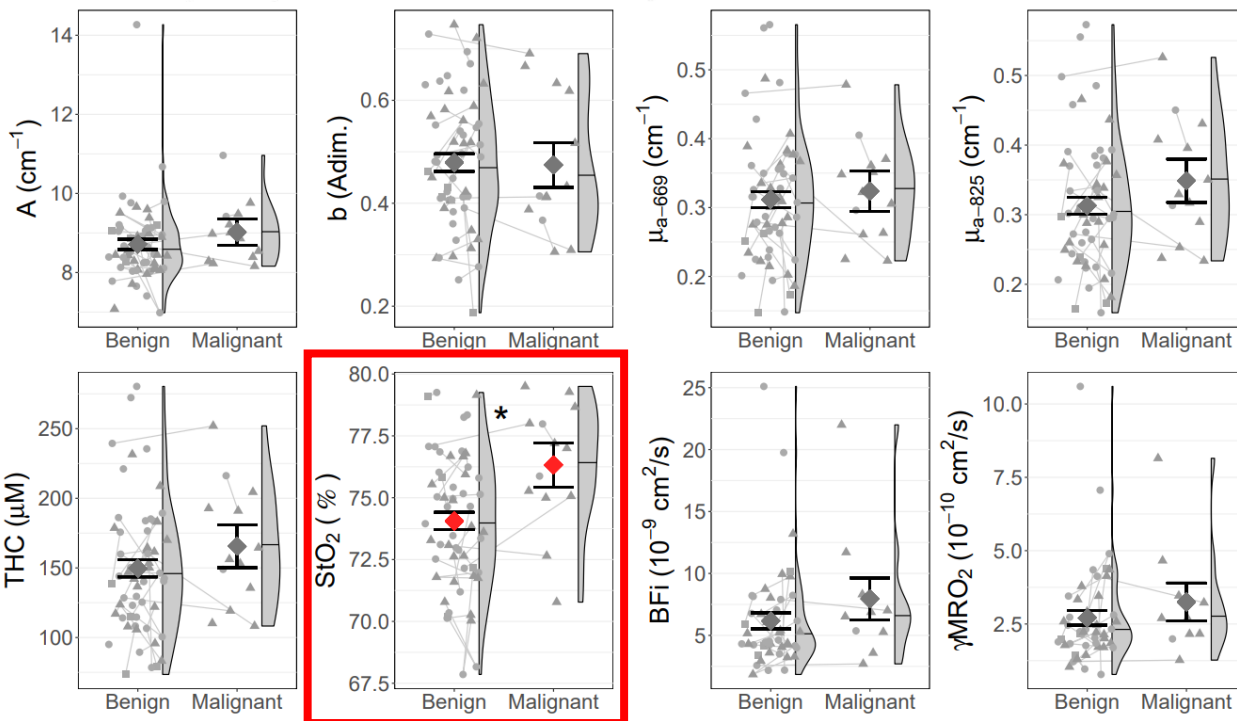 A (cm⁻¹)
14
12
10
8
Benign Malignant
b (Adim.)
0.6
0.4
0.2
Benign Malignant
μa−669 (cm⁻¹)
0.5
0.4
0.3
0.2
Benign Malignant
μa−825 (cm⁻¹)
0.5
0.4
0.3
0.2
Benign Malignant
THC (μM)
250
200
150
100
Benign Malignant
StO₂ ( % )
80.0
77.5
75.0
72.5
70.0
67.5
*
Benign Malignant
BFi (10⁻⁹ cm²/s)
25
20
15
10
5
Benign Malignant
γMRO₂ (10⁻¹⁰ cm²/s)
10.0
7.5
5.0
2.5
Benign Malignant